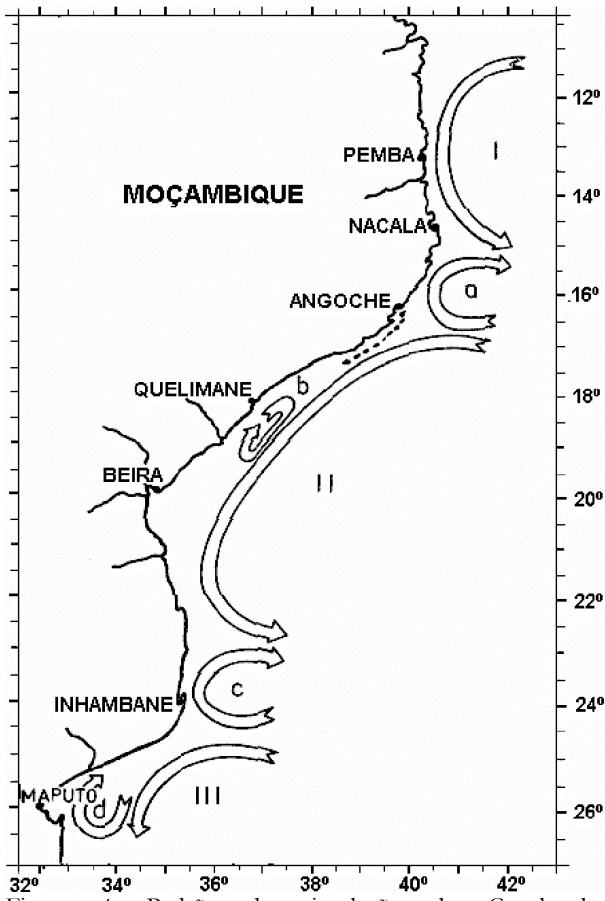 12º
I
PEMBA
14º
MOÇAMBIQUE
NACALA
a
16º
ANGOCHE
b
QUELIMANE
18º
BEIRA
II
20º
22º
c
INHAMBANE
24º
MAPUTO
III
d
26º
32º 34º 36º 38º 40º 42º